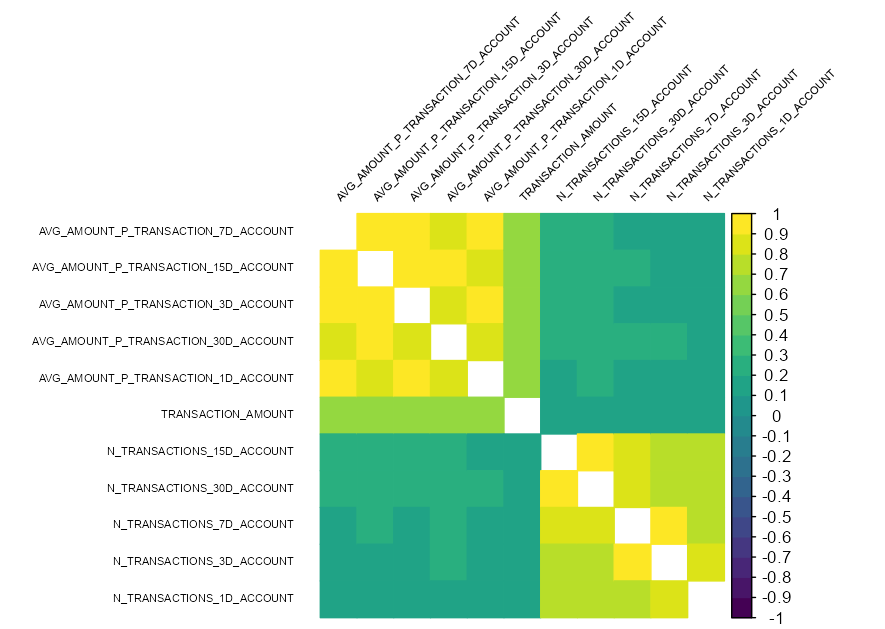 AVG_AMOUNT_P_TRANSACTION_7D_ACCOUNT
AVG_AMOUNT_P_TRANSACTION_15D_ACCOUNT
AVG_AMOUNT_P_TRANSACTION_3D_ACCOUNT
AVG_AMOUNT_P_TRANSACTION_30D_ACCOUNT
AVG_AMOUNT_P_TRANSACTION_1D_ACCOUNT
TRANSACTION_AMOUNT
N_TRANSACTIONS_15D_ACCOUNT
N_TRANSACTIONS_30D_ACCOUNT
N_TRANSACTIONS_7D_ACCOUNT
N_TRANSACTIONS_3D_ACCOUNT
N_TRANSACTIONS_1D_ACCOUNT
AVG_AMOUNT_P_TRANSACTION_7D_ACCOUNT
AVG_AMOUNT_P_TRANSACTION_15D_ACCOUNT
AVG_AMOUNT_P_TRANSACTION_3D_ACCOUNT
AVG_AMOUNT_P_TRANSACTION_30D_ACCOUNT
AVG_AMOUNT_P_TRANSACTION_1D_ACCOUNT
TRANSACTION_AMOUNT
N_TRANSACTIONS_15D_ACCOUNT
N_TRANSACTIONS_30D_ACCOUNT
N_TRANSACTIONS_7D_ACCOUNT
N_TRANSACTIONS_3D_ACCOUNT
N_TRANSACTIONS_1D_ACCOUNT
1
0.9
0.8
0.7
0.6
0.5
0.4
0.3
0.2
0.1
0
-0.1
-0.2
-0.3
-0.4
-0.5
-0.6
-0.7
-0.8
-0.9
-1